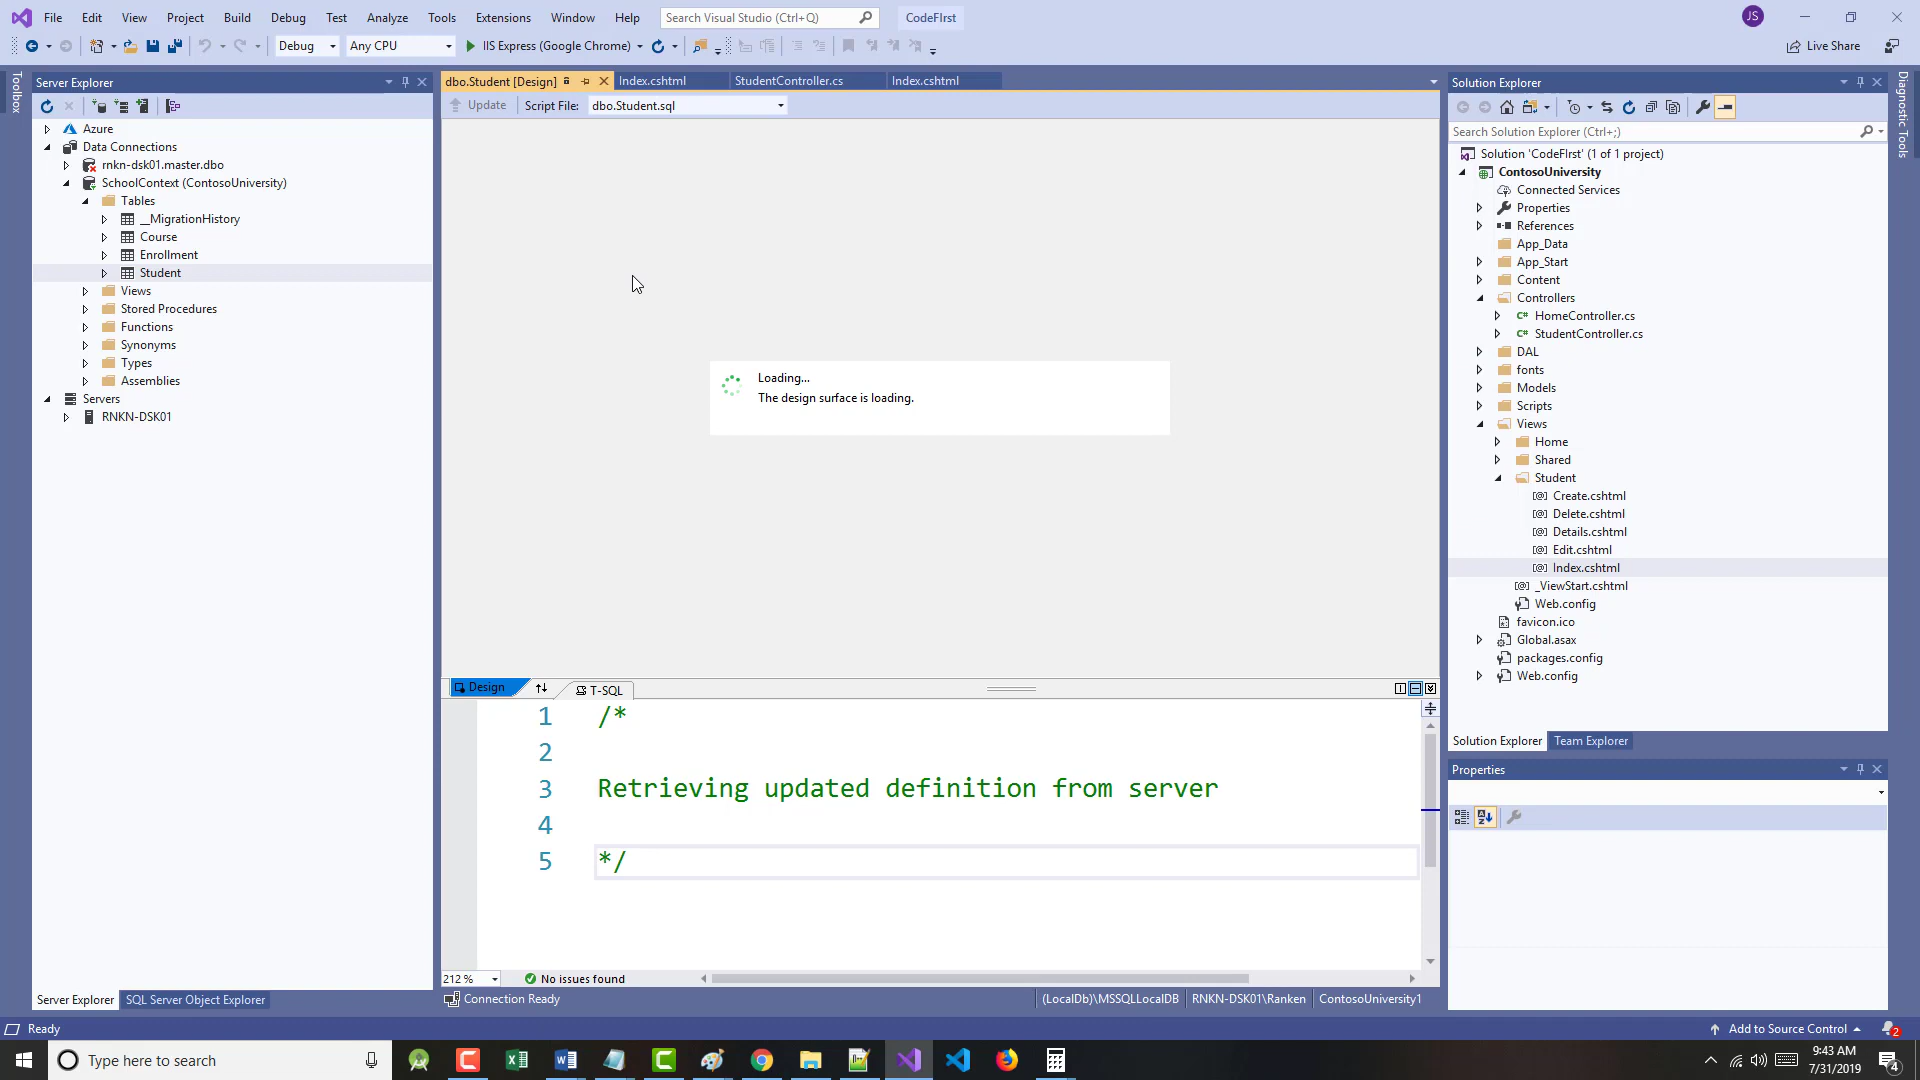 File Edit View Project Build Debug Test Analyze Tools Extensions Window Help Search Visual Studio (Ctrl+Q) CodeFIrst JS
Debug Any CPU IIS Express (Google Chrome) Live Share
Toolbox
Server Explorer
Azure
Data Connections
rnkn-dsk01.master.dbo
SchoolContext (ContosoUniversity)
Tables
__MigrationHistory
Course
Enrollment
Student
Views
Stored Procedures
Functions
Synonyms
Types
Assemblies
Servers
RNKN-DSK01
Server Explorer SQL Server Object Explorer
dbo.Student [Design] Index.cshtml StudentController.cs Index.cshtml
Update Script File: dbo.Student.sql
Loading...
The design surface is loading.
Design T-SQL
1 /*
2
3 Retrieving updated definition from server
4
5 */
212 % No issues found
Connection Ready (LocalDb)\MSSQLLocalDB RNKN-DSK01\Ranken ContosoUniversity1
Solution Explorer
Search Solution Explorer (Ctrl+;)
Solution 'CodeFIrst' (1 of 1 project)
ContosoUniversity
Connected Services
Properties
References
App_Data
App_Start
Content
Controllers
C# HomeController.cs
C# StudentController.cs
DAL
fonts
Models
Scripts
Views
Home
Shared
Student
[@] Create.cshtml
[@] Delete.cshtml
[@] Details.cshtml
[@] Edit.cshtml
[@] Index.cshtml
[@] _ViewStart.cshtml
Web.config
favicon.ico
Global.asax
packages.config
Web.config
Solution Explorer Team Explorer
Properties
Diagnostic Tools
Ready Add to Source Control 2
Type here to search
9:43 AM
7/31/2019
4